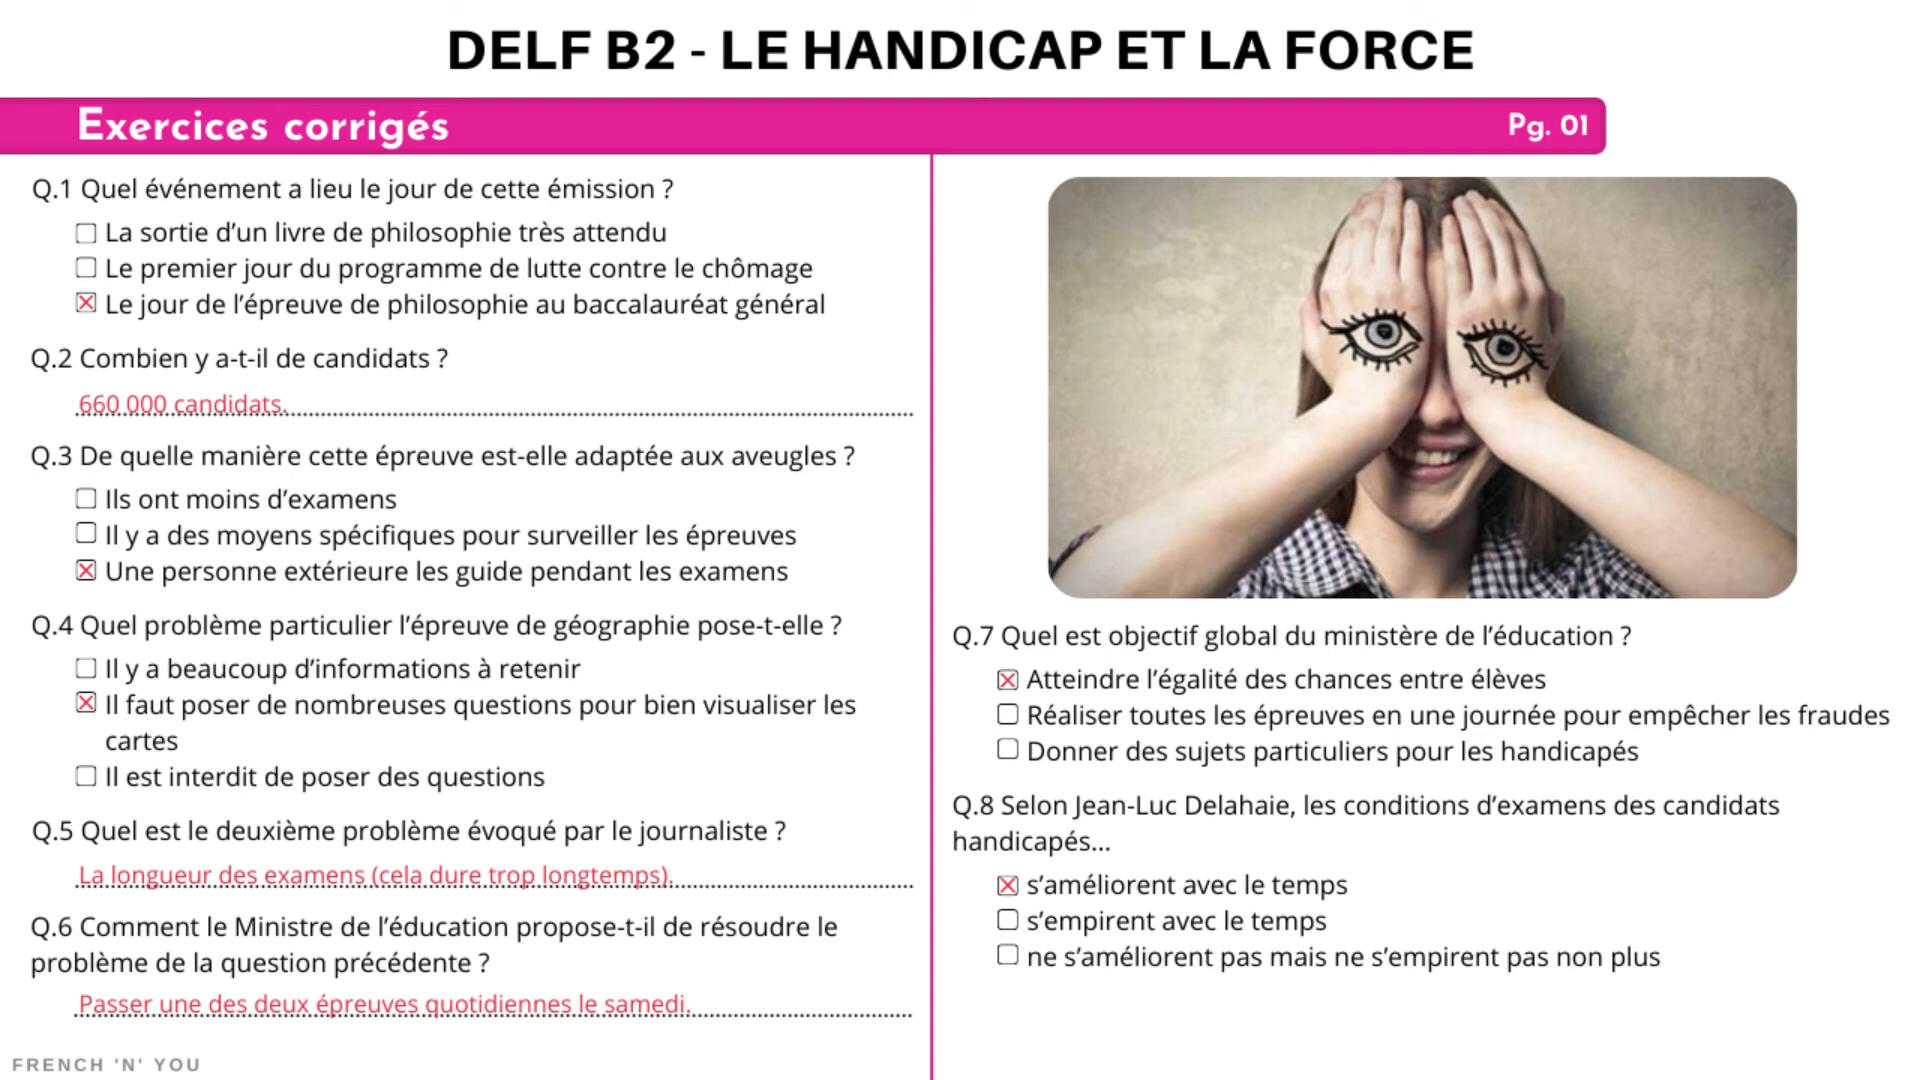 DELF B2 - LE HANDICAP ET LA FORCE
Exercices corrigés
Pg. 01
Q.1 Quel événement a lieu le jour de cette émission ?
La sortie d’un livre de philosophie très attendu
Le premier jour du programme de lutte contre le chômage
Le jour de l’épreuve de philosophie au baccalauréat général
Q.2 Combien y a-t-il de candidats ?
660 000 candidats.
Q.3 De quelle manière cette épreuve est-elle adaptée aux aveugles ?
Ils ont moins d’examens
Il y a des moyens spécifiques pour surveiller les épreuves
Une personne extérieure les guide pendant les examens
Q.4 Quel problème particulier l’épreuve de géographie pose-t-elle ?
Il y a beaucoup d’informations à retenir
Il faut poser de nombreuses questions pour bien visualiser les
cartes
Il est interdit de poser des questions
Q.5 Quel est le deuxième problème évoqué par le journaliste ?
La longueur des examens (cela dure trop longtemps).
Q.6 Comment le Ministre de l’éducation propose-t-il de résoudre le
problème de la question précédente ?
Passer une des deux épreuves quotidiennes le samedi.
Q.7 Quel est objectif global du ministère de l’éducation ?
Atteindre l’égalité des chances entre élèves
Réaliser toutes les épreuves en une journée pour empêcher les fraudes
Donner des sujets particuliers pour les handicapés
Q.8 Selon Jean-Luc Delahaie, les conditions d’examens des candidats
handicapés...
s’améliorent avec le temps
s’empirent avec le temps
ne s’améliorent pas mais ne s’empirent pas non plus
FRENCH 'N' YOU